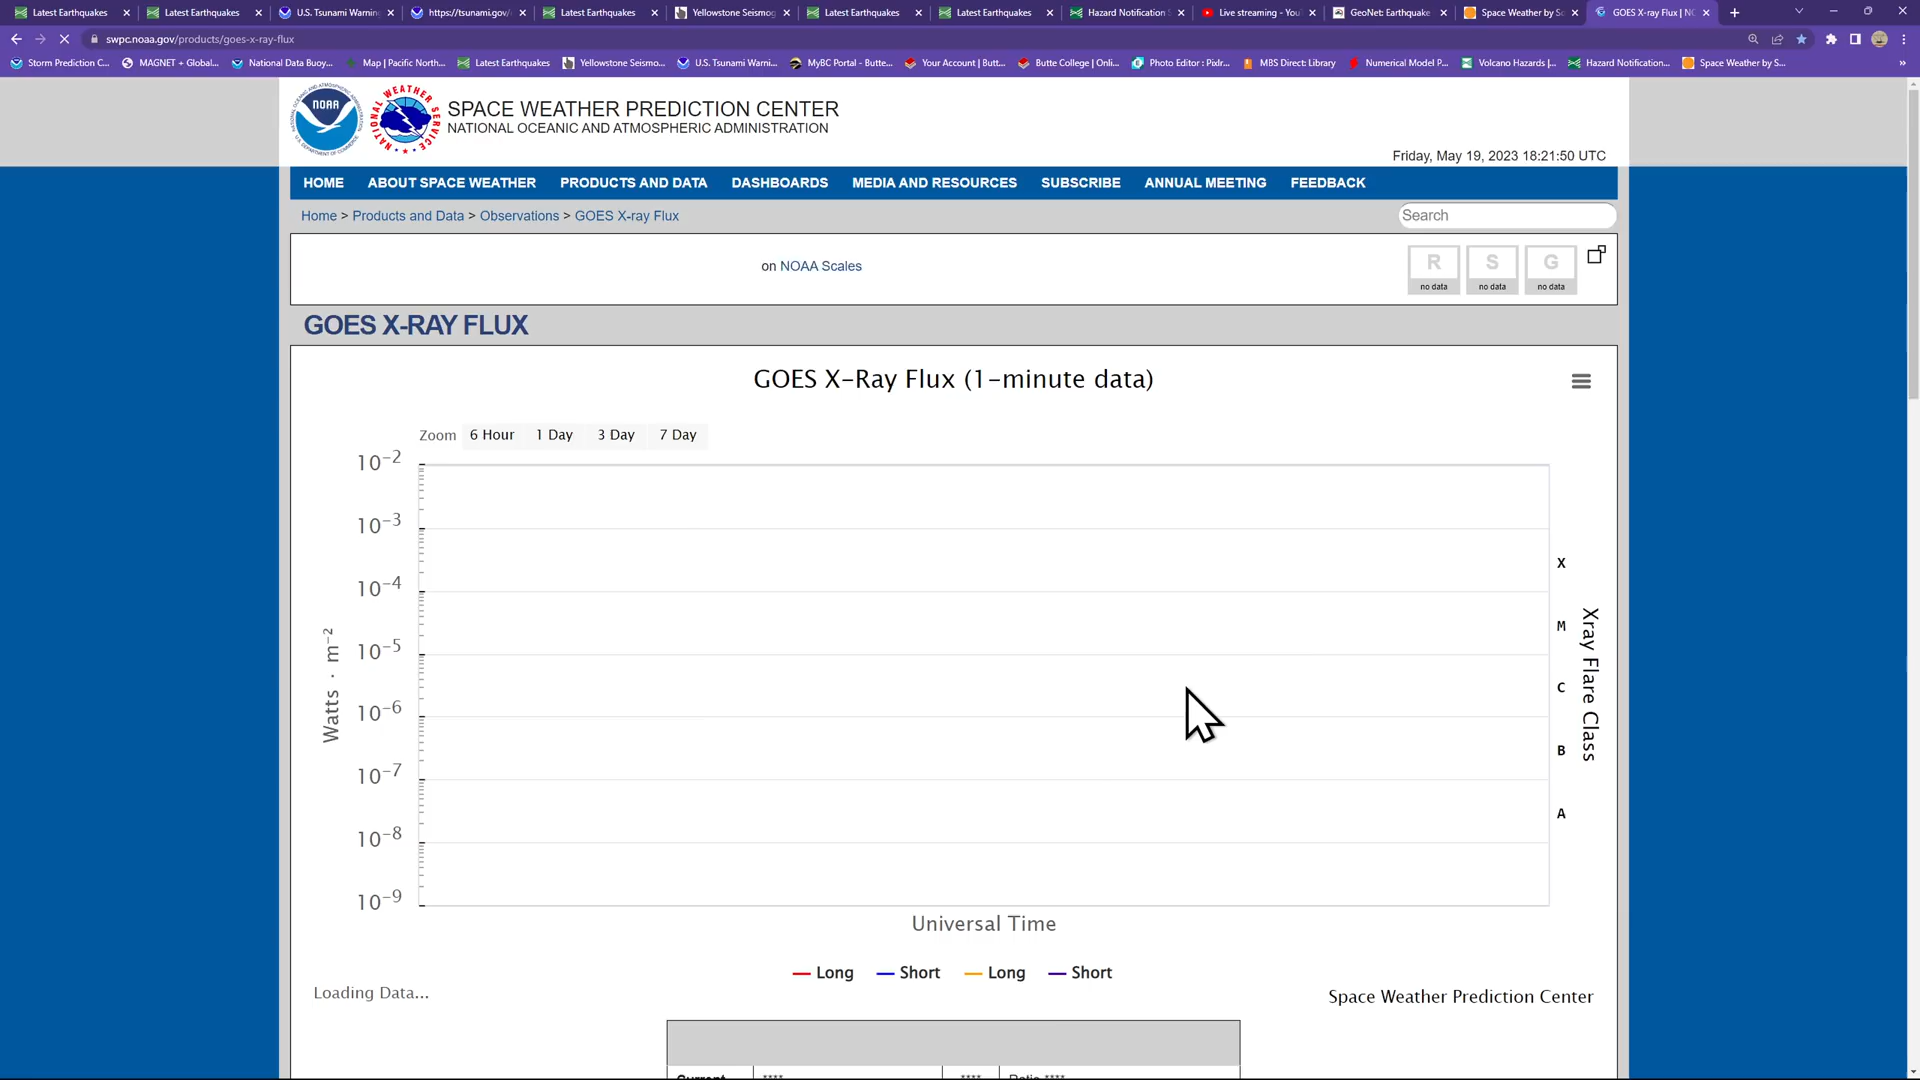 Latest Earthquakes
Latest Earthquakes
U.S. Tsunami Warnin
https://tsunami.gov/
Latest Earthquakes
Yellowstone Seismog
Latest Earthquakes
Latest Earthquakes
Hazard Notification S
Live streaming - You
GeoNet: Earthquake
Space Weather by So
GOES X-ray Flux | NO
swpc.noaa.gov/products/goes-x-ray-flux
Storm Prediction C...
MAGNET + Global...
National Data Buoy...
Map | Pacific North...
Latest Earthquakes
Yellowstone Seismo...
U.S. Tsunami Warni...
MyBC Portal - Butte...
Your Account | Butt...
Butte College | Onli...
Photo Editor : Pixlr...
MBS Direct: Library
Numerical Model P...
Volcano Hazards |...
Hazard Notification...
Space Weather by S...
NOAA
SPACE WEATHER PREDICTION CENTER
NATIONAL OCEANIC AND ATMOSPHERIC ADMINISTRATION
Friday, May 19, 2023 18:21:50 UTC
HOME ABOUT SPACE WEATHER PRODUCTS AND DATA DASHBOARDS MEDIA AND RESOURCES SUBSCRIBE ANNUAL MEETING FEEDBACK
Home > Products and Data > Observations > GOES X-ray Flux
Search
on NOAA Scales
R S G
no data no data no data
GOES X-RAY FLUX
GOES X-Ray Flux (1-minute data)
Zoom 6 Hour 1 Day 3 Day 7 Day
10⁻²
10⁻³
10⁻⁴
10⁻⁵
10⁻⁶
10⁻⁷
10⁻⁸
10⁻⁹
Watts · m⁻²
X
M
C
B
A
Xray Flare Class
Universal Time
Long Short Long Short
Loading Data...
Space Weather Prediction Center
Current **** **** Ratio ****